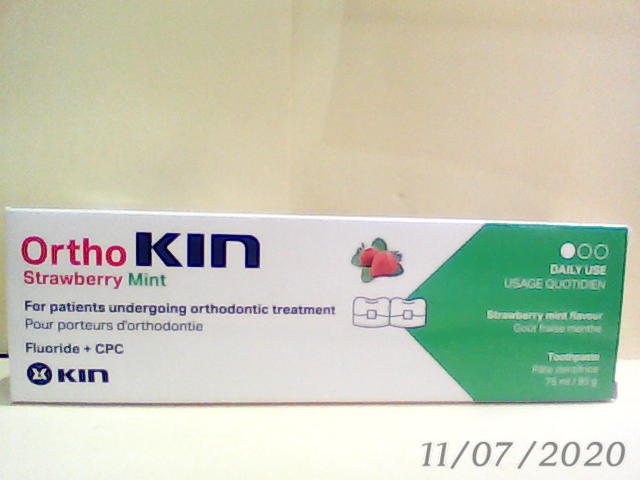 Ortho KIN
Strawberry Mint
For patients undergoing orthodontic treatment
Pour porteurs d'orthodontie
Fluoride + CPC
KIN
DAILY USE
USAGE QUOTIDIEN
Strawberry mint flavour
Goût fraise menthe
Toothpaste
Pâte dentifrice
75 ml / 95 g
11/07/2020